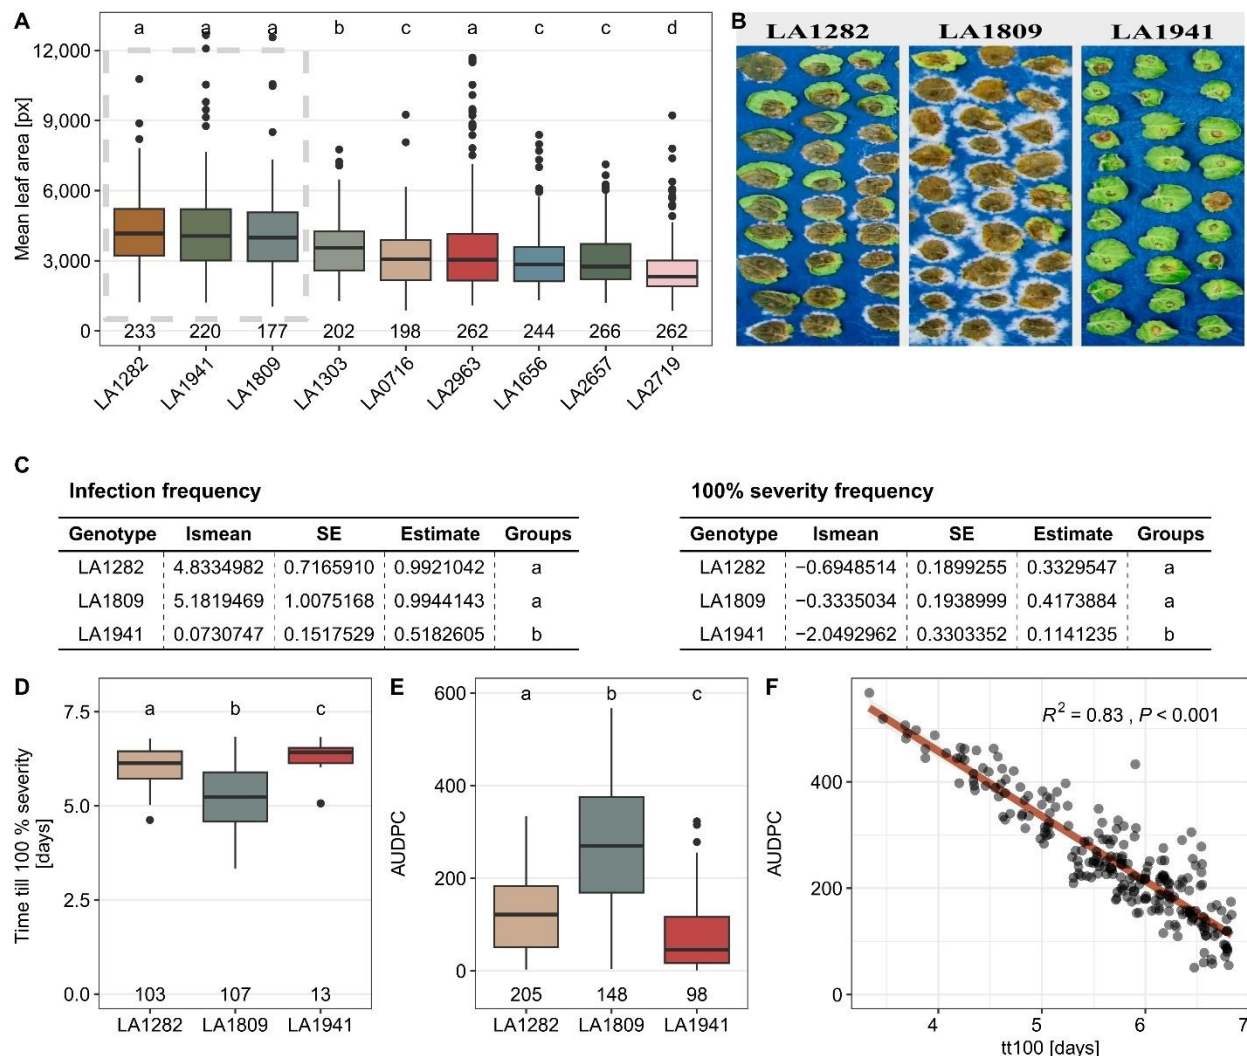 A
a a a b c a c c d
Mean leaf area [px]
12,000
9,000
6,000
3,000
0
233 220 177 202 198 262 244 266 262
LA1282 LA1941 LA1809 LA1303 LA0716 LA2963 LA1656 LA2657 LA2719
B
LA1282 LA1809 LA1941
C
Infection frequency
Genotype lsmean SE Estimate Groups
LA1282 4.8334982 0.7165910 0.9921042 a
LA1809 5.1819469 1.0075168 0.9944143 a
LA1941 0.0730747 0.1517529 0.5182605 b
100% severity frequency
Genotype lsmean SE Estimate Groups
LA1282 −0.6948514 0.1899255 0.3329547 a
LA1809 −0.3335034 0.1938999 0.4173884 a
LA1941 −2.0492962 0.3303352 0.1141235 b
D
Time till 100 % severity
[days]
7.5
5.0
2.5
0.0
a b c
103 107 13
LA1282 LA1809 LA1941
E
AUDPC
600
400
200
0
a b c
205 148 98
LA1282 LA1809 LA1941
F
AUDPC
400
200
0
R² = 0.83 , P < 0.001
4 5 6 7
tt100 [days]